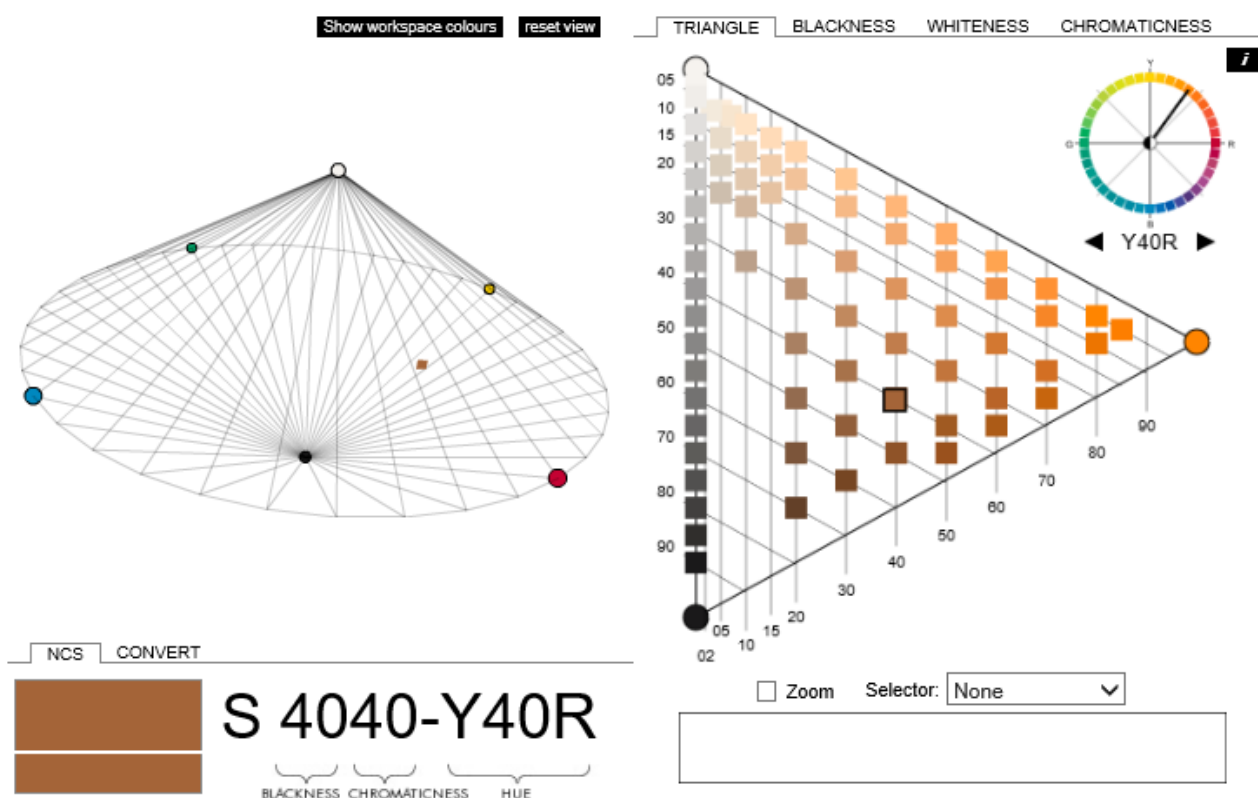 Show workspace colours
reset view
TRIANGLE
BLACKNESS
WHITENESS
CHROMATICNESS
i
Y
G
R
B
Y40R
05
10
15
20
30
40
50
60
70
80
90
02
05
10
15
20
30
40
50
60
70
80
90
NCS
CONVERT
S 4040-Y40R
BLACKNESS
CHROMATICNESS
HUE
Zoom
Selector:
None